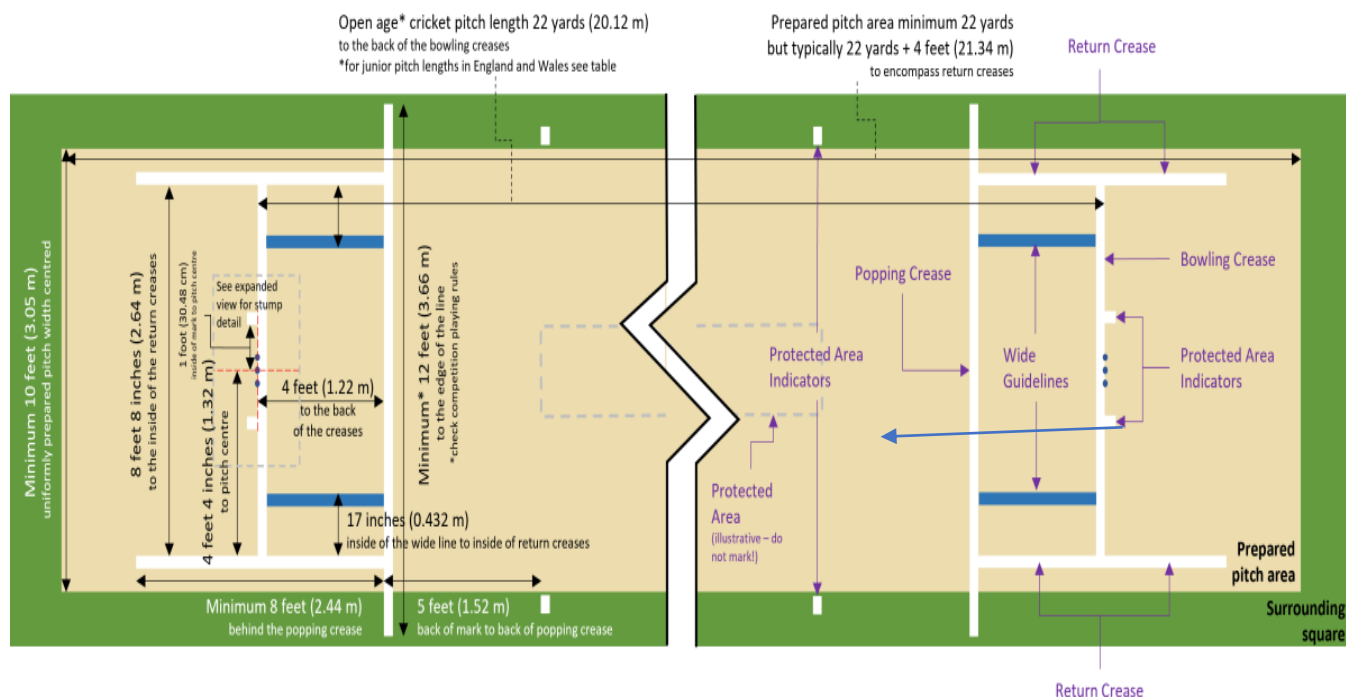 Open age* cricket pitch length 22 yards (20.12 m)
to the back of the bowling creases
*for junior pitch lengths in England and Wales see table
Prepared pitch area minimum 22 yards
but typically 22 yards + 4 feet (21.34 m)
to encompass return creases
Return Crease
Minimum 10 feet (3.05 m)
uniformly prepared pitch width centred
8 feet 8 inches (2.64 m)
to the inside of the return creases
1 foot (30.48 cm)
inside of mark to pitch centre
See expanded
view for stump
detail
4 feet 4 inches (1.32 m)
to pitch centre
4 feet (1.22 m)
to the back
of the creases
Minimum* 12 feet (3.66 m)
to the edge of the line
*check competition playing rules
17 inches (0.432 m)
inside of the wide line to inside of return creases
Minimum 8 feet (2.44 m)
behind the popping crease
5 feet (1.52 m)
back of mark to back of popping crease
Protected Area
Indicators
Protected
Area
(illustrative – do
not mark!)
Popping Crease
Wide
Guidelines
Bowling Crease
Protected Area
Indicators
Prepared
pitch area
Surrounding
square
Return Crease